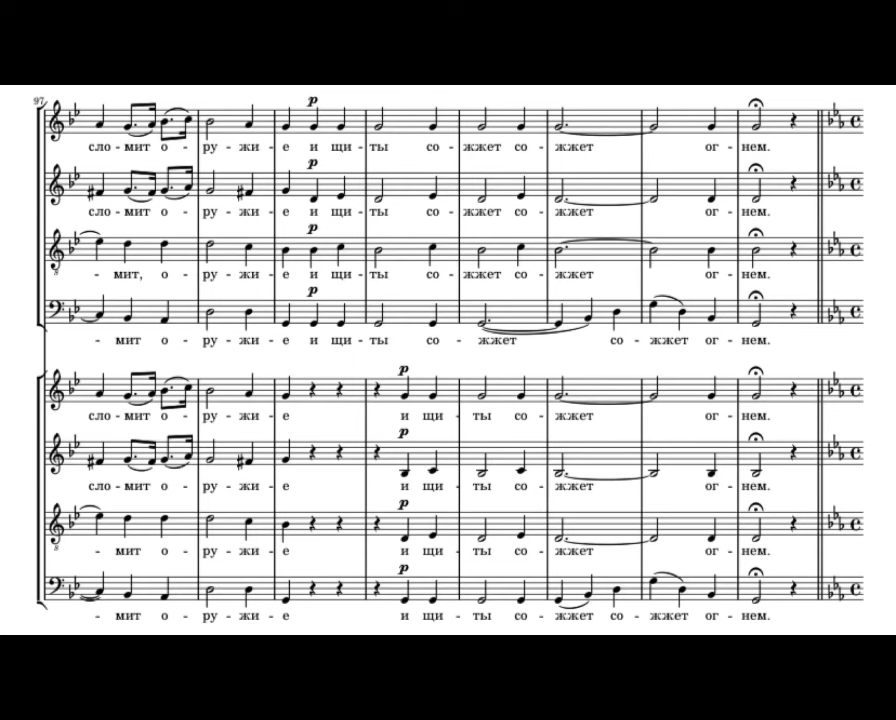 97
p
сло - мит о - ру - жи - е и щи - ты со - жжет со - жжет ог - нем.
p
сло - мит о - ру - жи - е и щи - ты со - жжет со - жжет ог - нем.
p
- мит, о - ру - жи - е и щи - ты со - жжет со - жжет ог - нем.
p
- мит о - ру - жи - е и щи - ты со - жжет со - жжет ог - нем.
p
сло - мит о - ру - жи - е и щи - ты со - жжет ог - нем.
p
сло - мит о - ру - жи - е и щи - ты со - жжет ог - нем.
p
- мит о - ру - жи - е и щи - ты со - жжет ог - нем.
p
- мит о - ру - жи - е и щи - ты со - жжет со - жжет ог - нем.